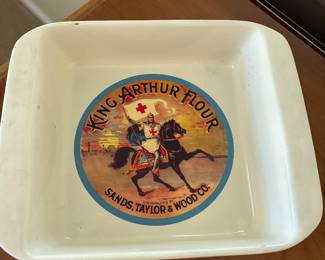 KING ARTHUR FLOUR
SANDS, TAYLOR & WOOD CO.